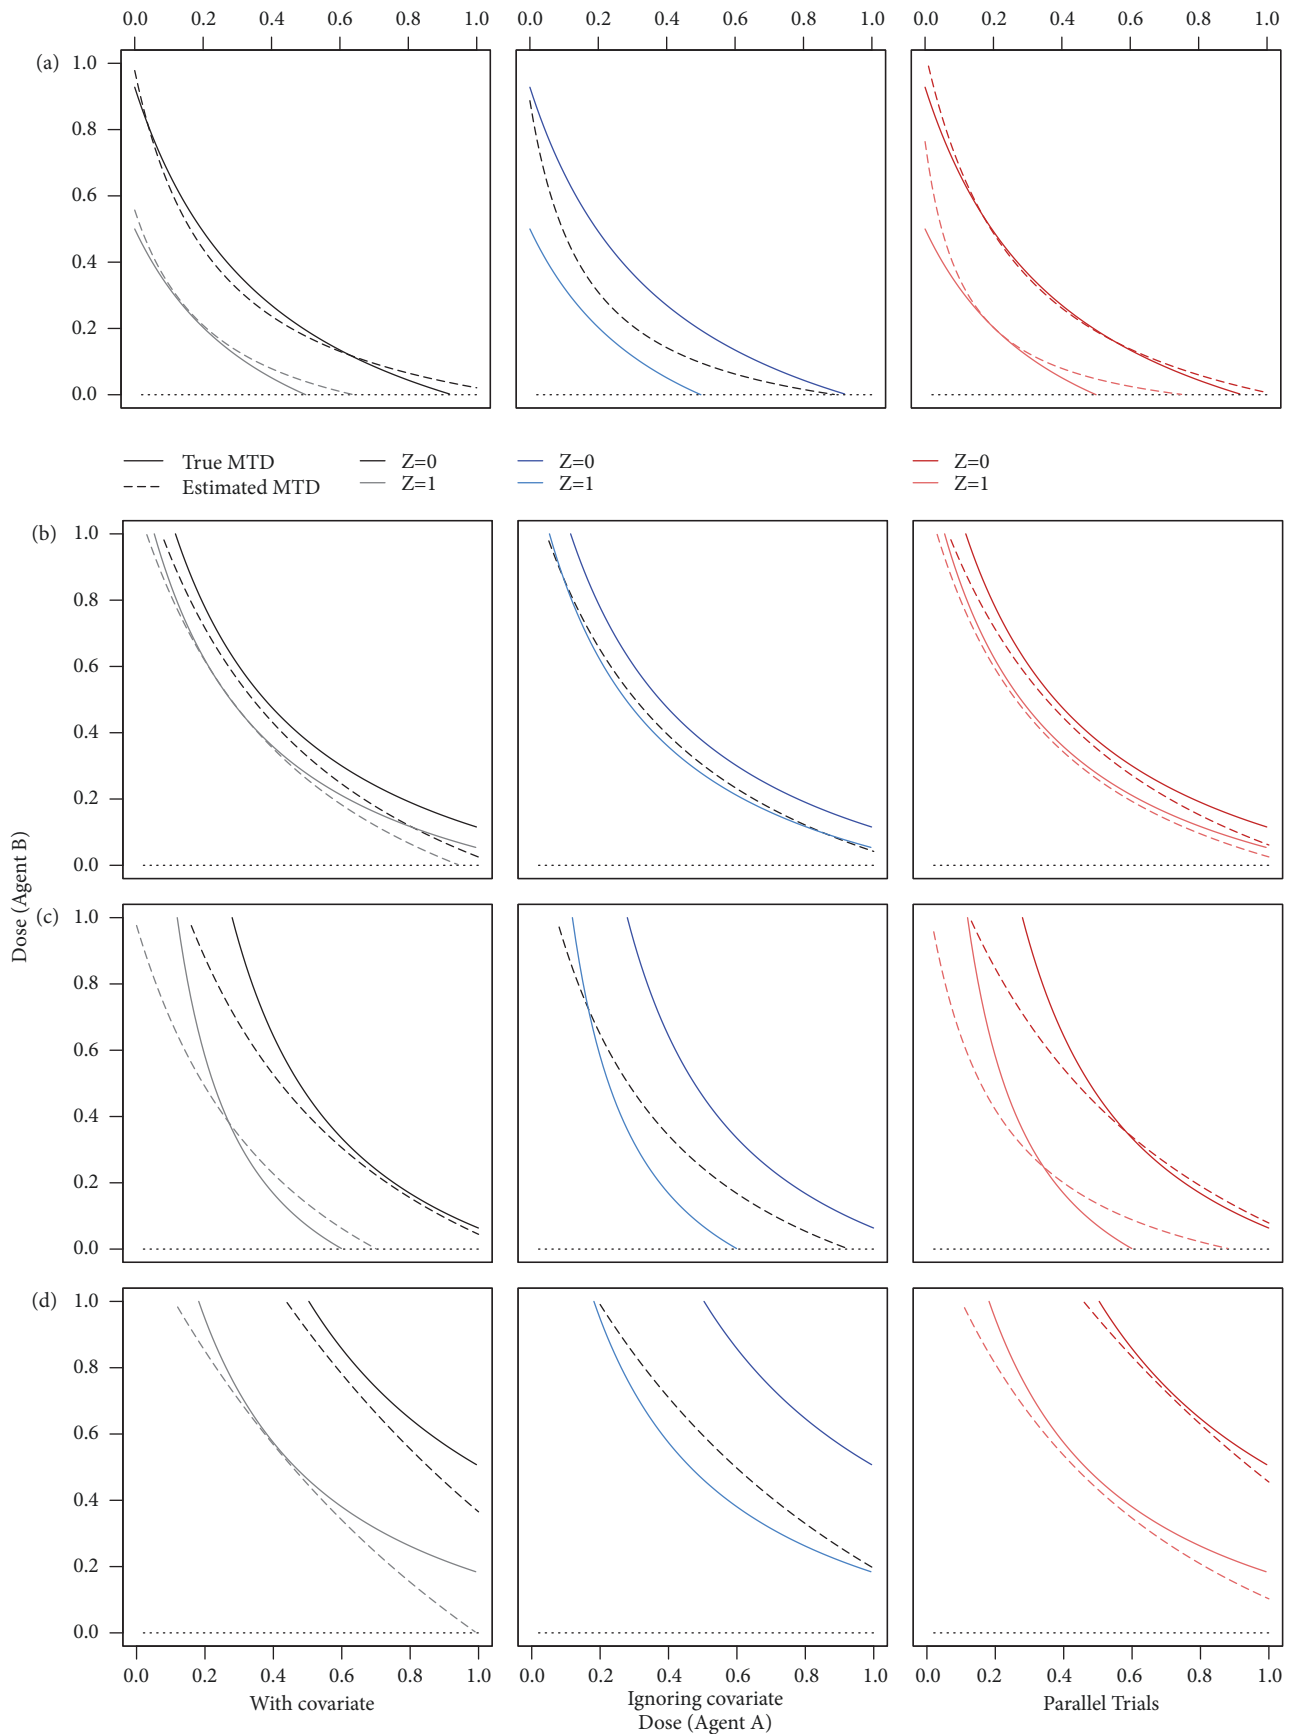 0.0 0.2 0.4 0.6 0.8 1.0 0.0 0.2 0.4 0.6 0.8 1.0 0.0 0.2 0.4 0.6 0.8 1.0
(a) 1.0
0.8
0.6
0.4
0.2
0.0
True MTD Z=0 Z=0 Z=0
Estimated MTD Z=1 Z=1 Z=1
(b) 1.0
0.8
0.6
0.4
0.2
0.0
Dose (Agent B)
(c) 1.0
0.8
0.6
0.4
0.2
0.0
(d) 1.0
0.8
0.6
0.4
0.2
0.0
0.0 0.2 0.4 0.6 0.8 1.0 0.0 0.2 0.4 0.6 0.8 1.0 0.0 0.2 0.4 0.6 0.8 1.0
With covariate Ignoring covariate Parallel Trials
Dose (Agent A)